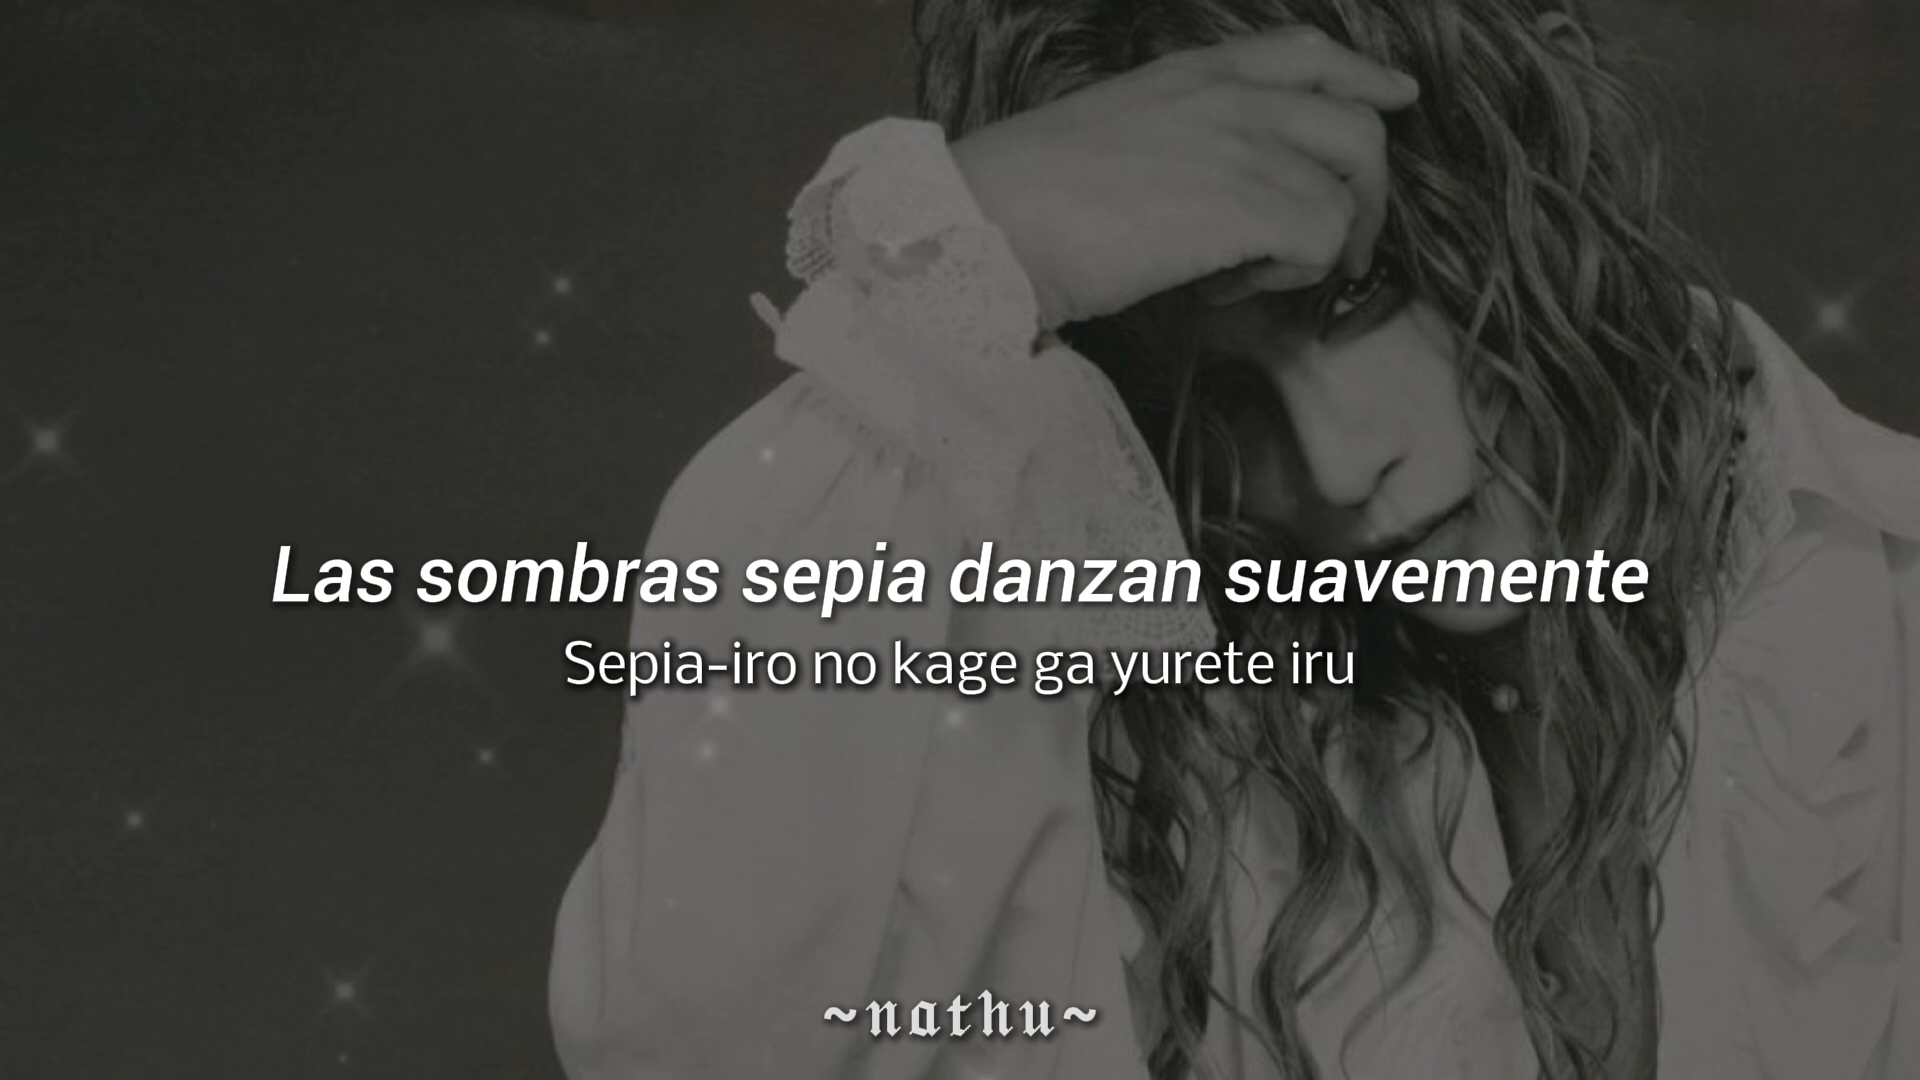 Las sombras sepia danzan suavemente
Sepia-iro no kage ga yurete iru
~nathu~